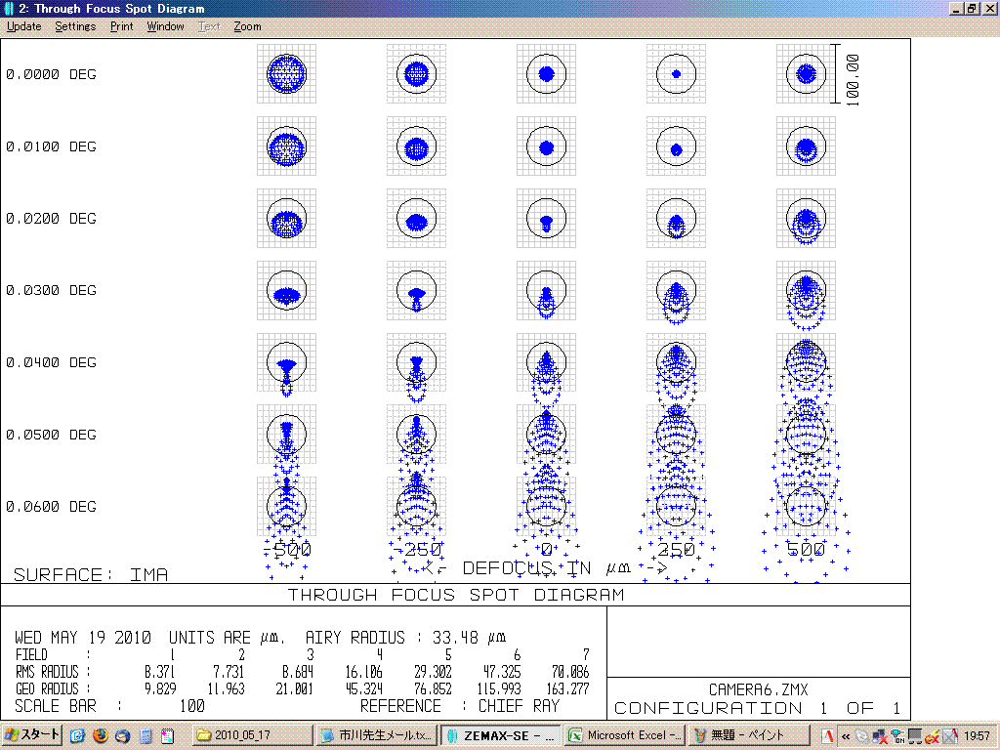 2: Through Focus Spot Diagram
Update Settings Print Window Text Zoom
0.0000 DEG
100.00
0.0100 DEG
0.0200 DEG
0.0300 DEG
0.0400 DEG
0.0500 DEG
0.0600 DEG
-500 -250 0 250 500
<- DEFOCUS IN µm ->
SURFACE: IMA
THROUGH FOCUS SPOT DIAGRAM
WED MAY 19 2010 UNITS ARE µm. AIRY RADIUS : 33.48 µm
FIELD : 1 2 3 4 5 6 7
RMS RADIUS : 8.371 7.731 8.684 16.106 29.302 47.325 70.086
GEO RADIUS : 9.829 11.963 21.001 45.324 76.852 115.993 163.277
SCALE BAR : 100 REFERENCE : CHIEF RAY
CAMERA6.ZMX
CONFIGURATION 1 OF 1
スタート 2010_05_17 市川先生メール.tx... ZEMAX-SE - ... Microsoft Excel -... 無題 - ペイント A « 19:57